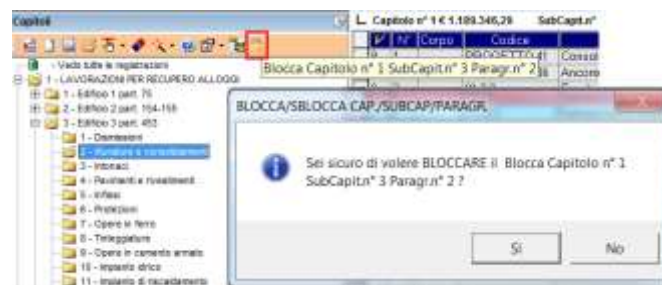 Capitoli
Capitolo n° 1 € 1.189.346,29 SubCapit.n°
N° Corpo Codice
Vedo tutte le registrazioni
1 - LAVORAZIONI PER RECUPERO ALLOGGI
Blocca Capitolo n° 1 SubCapit.n° 3 Paragr.n° 2
1 - Edificio 1 part. 75
2 - Edificio 2 part. 154-155
3 - Edificio 3 part. 453
1 - Demolizioni
3 - Intonaci
4 - Pavimenti e rivestimenti
5 - Infissi
6 - Protezioni
7 - Opere in ferro
8 - Tinteggiature
9 - Opere in cemento armato
10 - Impianto idrico
11 - Impianto di riscaldamento
BLOCCA/SBLOCCA CAP./SUBCAP/PARAGR.
Sei sicuro di volere BLOCCARE il Blocca Capitolo n° 1
SubCapit.n° 3 Paragr.n° 2 ?
Sì
No